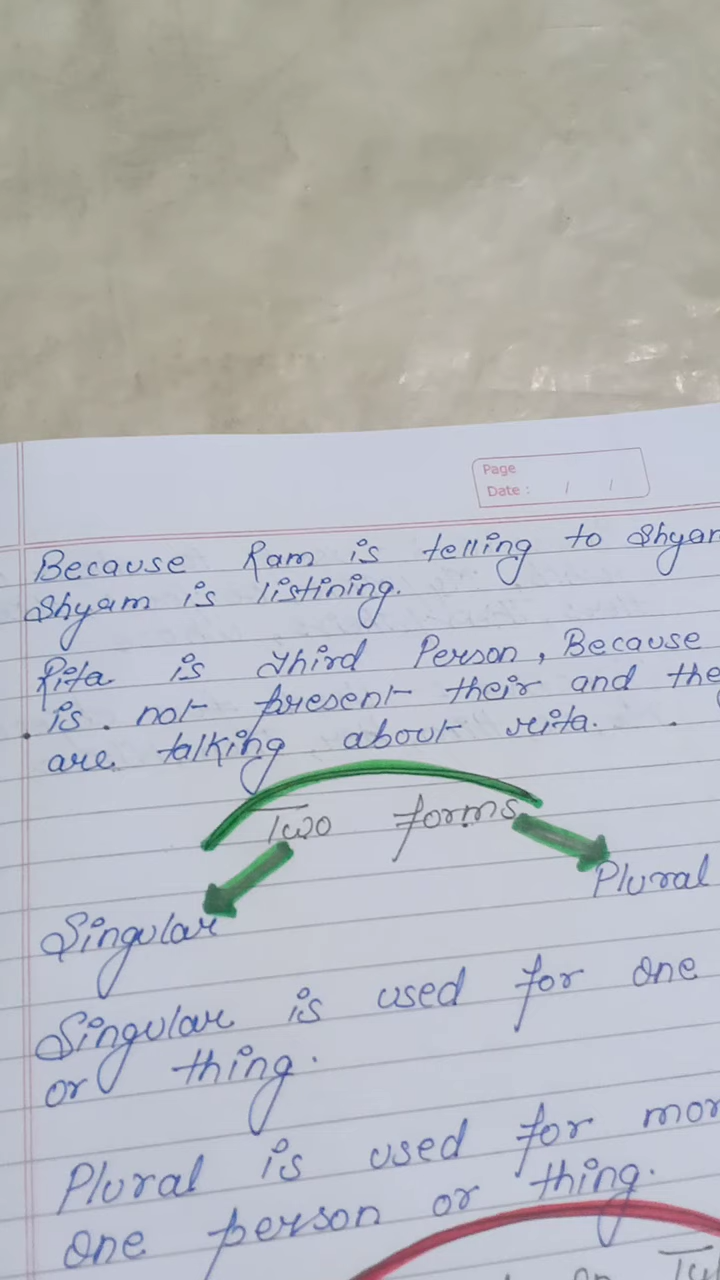 Page
Date : / /
Because Ram is telling to Shyam
Shyam is listining.
Rita is third Person, Because
is not present their and the
are talking about rita.
Two forms
Plural
Singular
Singular is used for one
or thing.
Plural is used for mor
one person or thing.